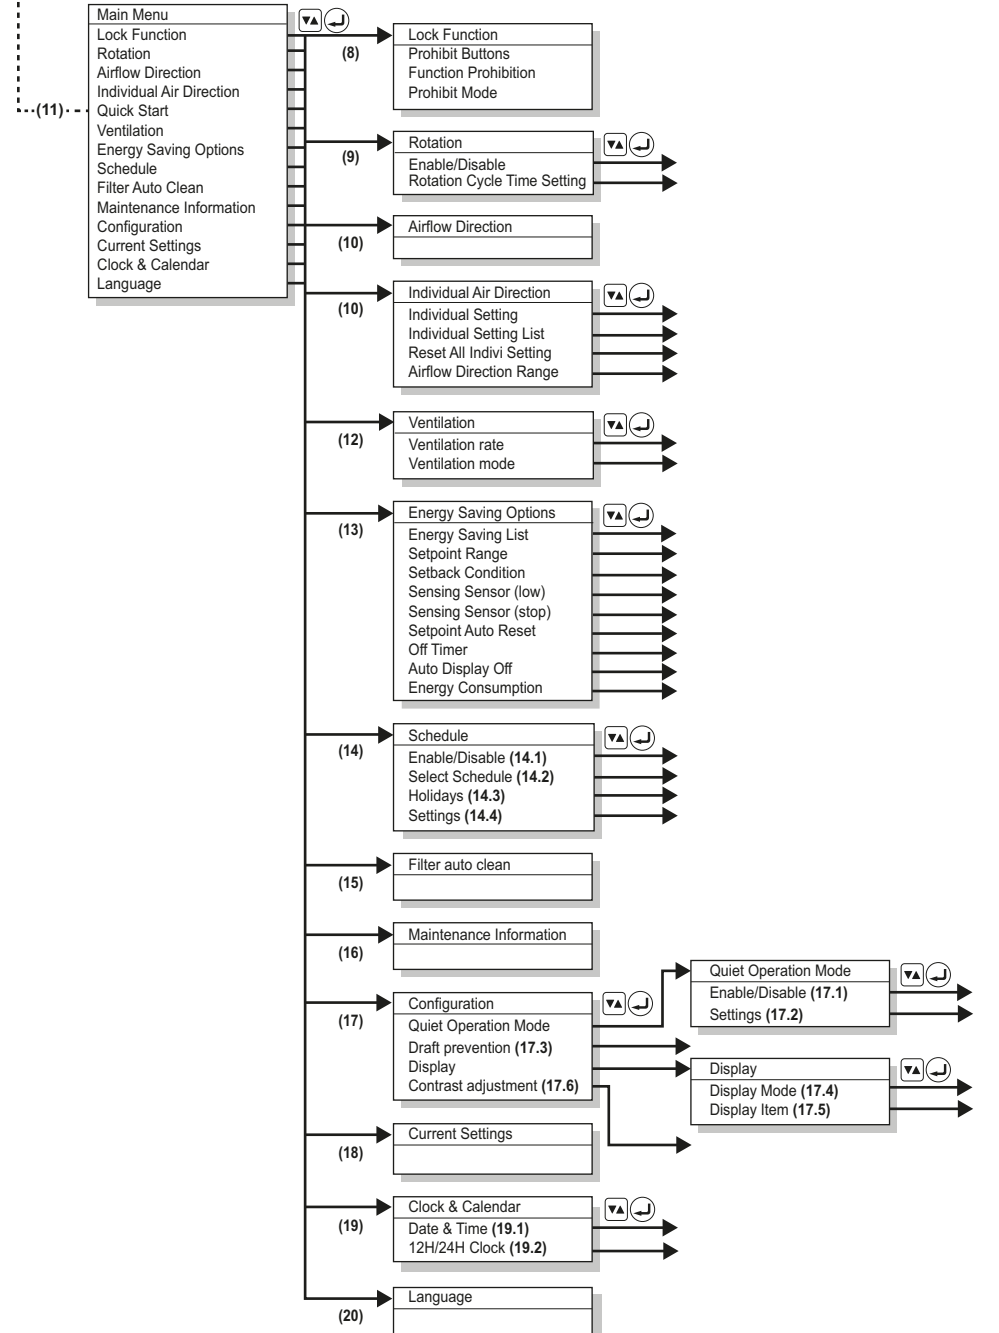 Main Menu
Lock Function
Rotation
Airflow Direction
Individual Air Direction
(11)
Quick Start
Ventilation
Energy Saving Options
Schedule
Filter Auto Clean
Maintenance Information
Configuration
Current Settings
Clock & Calendar
Language
(8)
Lock Function
Prohibit Buttons
Function Prohibition
Prohibit Mode
(9)
Rotation
Enable/Disable
Rotation Cycle Time Setting
(10)
Airflow Direction
(10)
Individual Air Direction
Individual Setting
Individual Setting List
Reset All Indivi Setting
Airflow Direction Range
(12)
Ventilation
Ventilation rate
Ventilation mode
(13)
Energy Saving Options
Energy Saving List
Setpoint Range
Setback Condition
Sensing Sensor (low)
Sensing Sensor (stop)
Setpoint Auto Reset
Off Timer
Auto Display Off
Energy Consumption
(14)
Schedule
Enable/Disable (14.1)
Select Schedule (14.2)
Holidays (14.3)
Settings (14.4)
(15)
Filter auto clean
(16)
Maintenance Information
(17)
Configuration
Quiet Operation Mode
Draft prevention (17.3)
Display
Contrast adjustment (17.6)
Quiet Operation Mode
Enable/Disable (17.1)
Settings (17.2)
Display
Display Mode (17.4)
Display Item (17.5)
(18)
Current Settings
(19)
Clock & Calendar
Date & Time (19.1)
12H/24H Clock (19.2)
(20)
Language